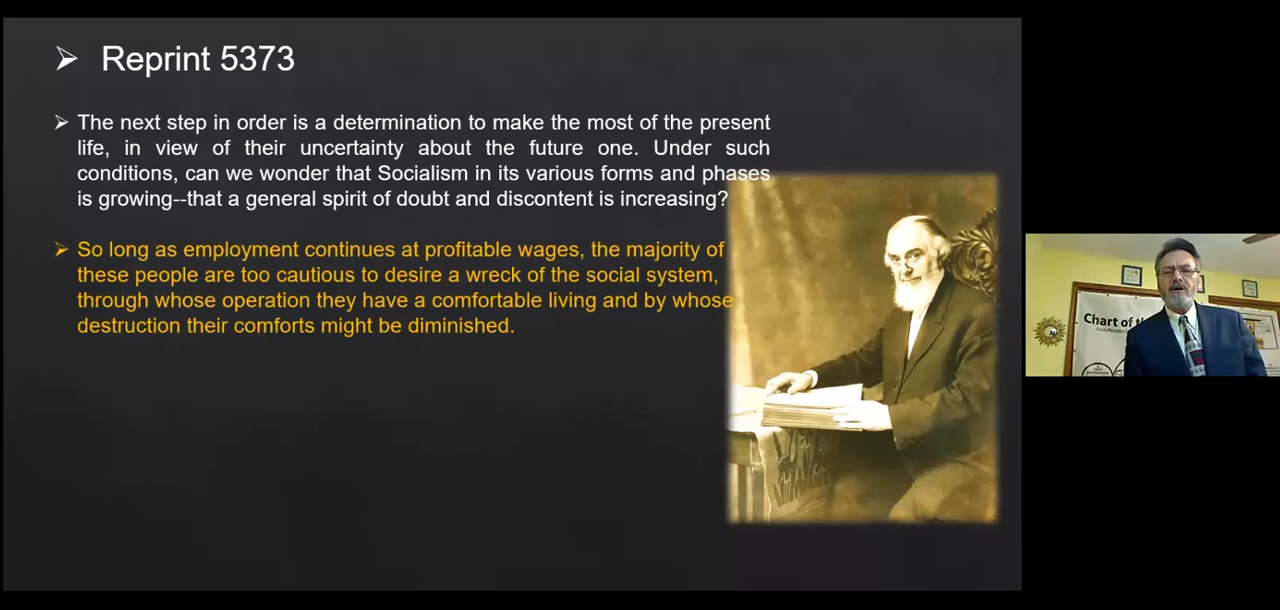 Reprint 5373
The next step in order is a determination to make the most of the present
life, in view of their uncertainty about the future one. Under such
conditions, can we wonder that Socialism in its various forms and phases
is growing--that a general spirit of doubt and discontent is increasing?
So long as employment continues at profitable wages, the majority of
these people are too cautious to desire a wreck of the social system,
through whose operation they have a comfortable living and by whose
destruction their comforts might be diminished.
Chart of